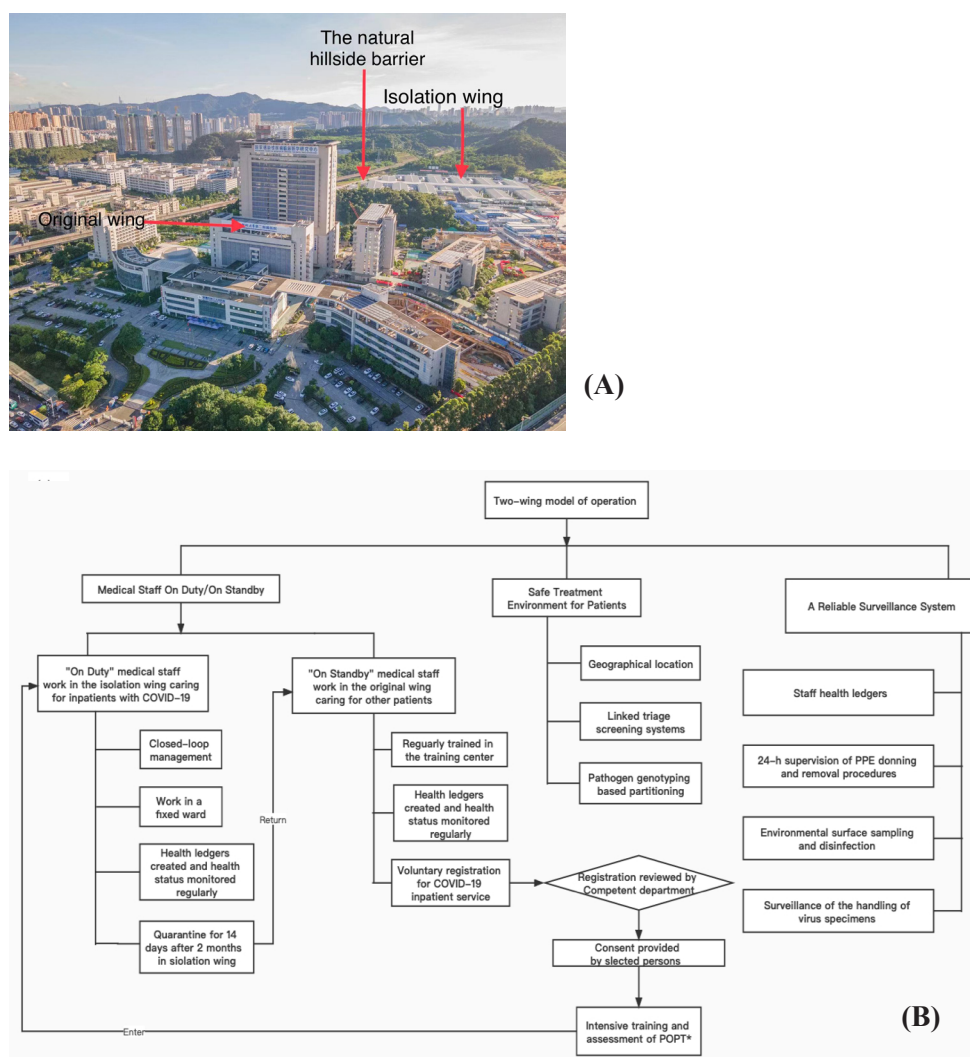 The natural
hillside barrier
Isolation wing
Original wing
(A)
Two-wing model of operation
Medical Staff On Duty/On Standby
Safe Treatment
Environment for Patients
A Reliable Surveillance System
"On Duty" medical staff
work in the isolation wing caring
for inpatients with COVID-19
"On Standby" medical staff
work in the original wing
caring for other patients
Closed-loop
management
Work in a
fixed ward
Health ledgers
created and health
status monitored
regularly
Quarantine for 14
days after 2 months
in siolation wing
Return
Reguarly trained in
the training center
Health ledgers
created and health
status monitored
regularly
Voluntary registration
for COVID-19
inpatient service
Registration reviewed by
Competent department
Consent provided
by slected persons
Intensive training and
assessment of POPT*
Enter
Geographical location
Linked triage
screening systems
Pathogen genotyping
based partitioning
Staff health ledgers
24-h supervision of PPE donning
and removal procedures
Environmental surface sampling
and disinfection
Surveillance of the handling of
virus specimens
(B)